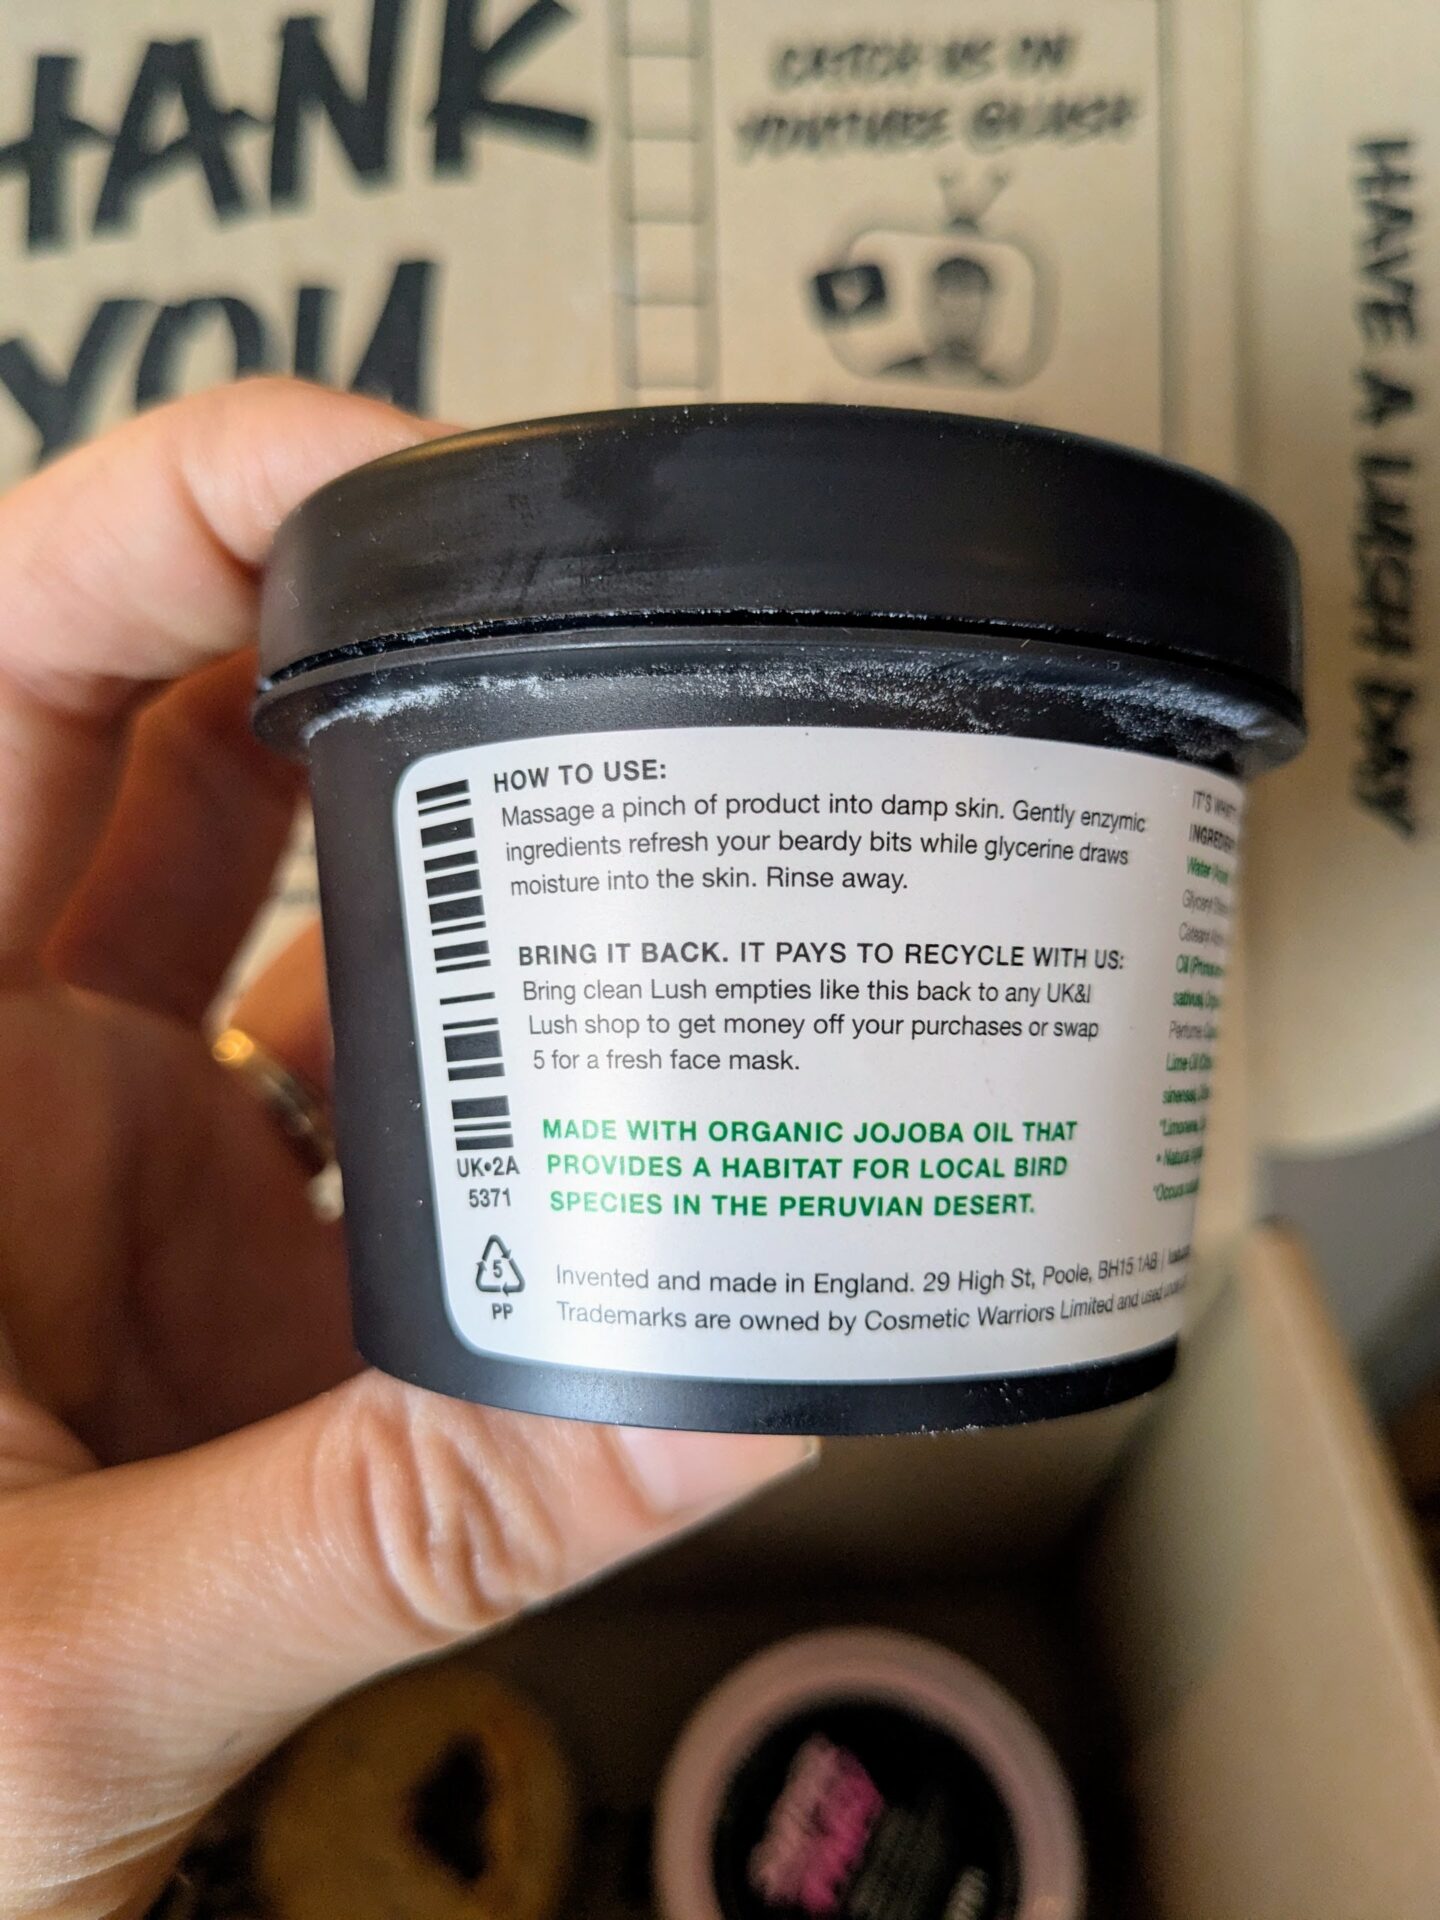 HANK
YOU
CATCH US ON
YOUTUBE @LUSH
HAVE A LUSH DAY
HOW TO USE:
Massage a pinch of product into damp skin. Gently enzymic
ingredients refresh your beardy bits while glycerine draws
moisture into the skin. Rinse away.
BRING IT BACK. IT PAYS TO RECYCLE WITH US:
Bring clean Lush empties like this back to any UK&I
Lush shop to get money off your purchases or swap
5 for a fresh face mask.
MADE WITH ORGANIC JOJOBA OIL THAT
PROVIDES A HABITAT FOR LOCAL BIRD
SPECIES IN THE PERUVIAN DESERT.
Invented and made in England. 29 High St, Poole, BH15 1AB |
Trademarks are owned by Cosmetic Warriors Limited and used
UK•2A
5371
5
PP
IT'S
Water
Oil
Lime Oil